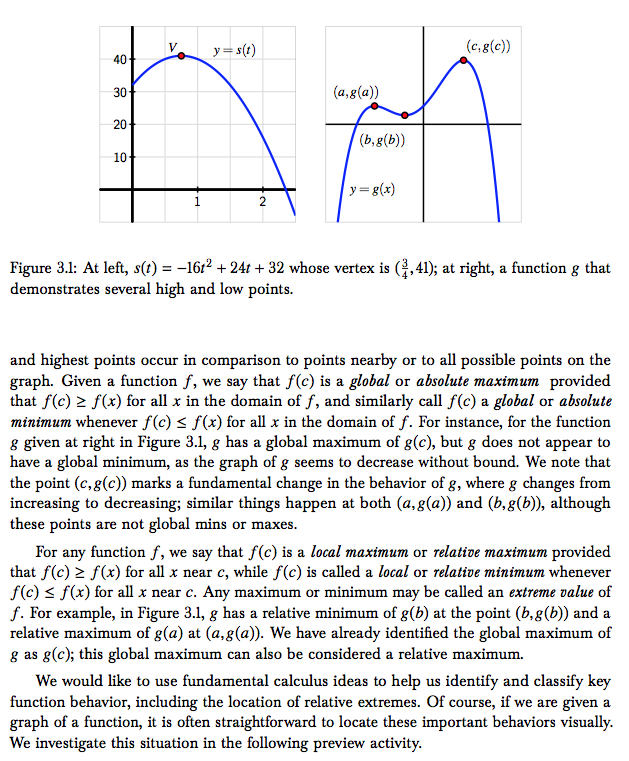 V
y = s(t)
40
30
20
10
1
2
(c, g(c))
(a, g(a))
(b, g(b))
y = g(x)
Figure 3.1: At left, s(t) = −16t² + 24t + 32 whose vertex is (3/4, 41); at right, a function g that
demonstrates several high and low points.
and highest points occur in comparison to points nearby or to all possible points on the
graph. Given a function f, we say that f(c) is a global or absolute maximum provided
that f(c) ≥ f(x) for all x in the domain of f, and similarly call f(c) a global or absolute
minimum whenever f(c) ≤ f(x) for all x in the domain of f. For instance, for the function
g given at right in Figure 3.1, g has a global maximum of g(c), but g does not appear to
have a global minimum, as the graph of g seems to decrease without bound. We note that
the point (c, g(c)) marks a fundamental change in the behavior of g, where g changes from
increasing to decreasing; similar things happen at both (a, g(a)) and (b, g(b)), although
these points are not global mins or maxes.
For any function f, we say that f(c) is a local maximum or relative maximum provided
that f(c) ≥ f(x) for all x near c, while f(c) is called a local or relative minimum whenever
f(c) ≤ f(x) for all x near c. Any maximum or minimum may be called an extreme value of
f. For example, in Figure 3.1, g has a relative minimum of g(b) at the point (b, g(b)) and a
relative maximum of g(a) at (a, g(a)). We have already identified the global maximum of
g as g(c); this global maximum can also be considered a relative maximum.
We would like to use fundamental calculus ideas to help us identify and classify key
function behavior, including the location of relative extremes. Of course, if we are given a
graph of a function, it is often straightforward to locate these important behaviors visually.
We investigate this situation in the following preview activity.